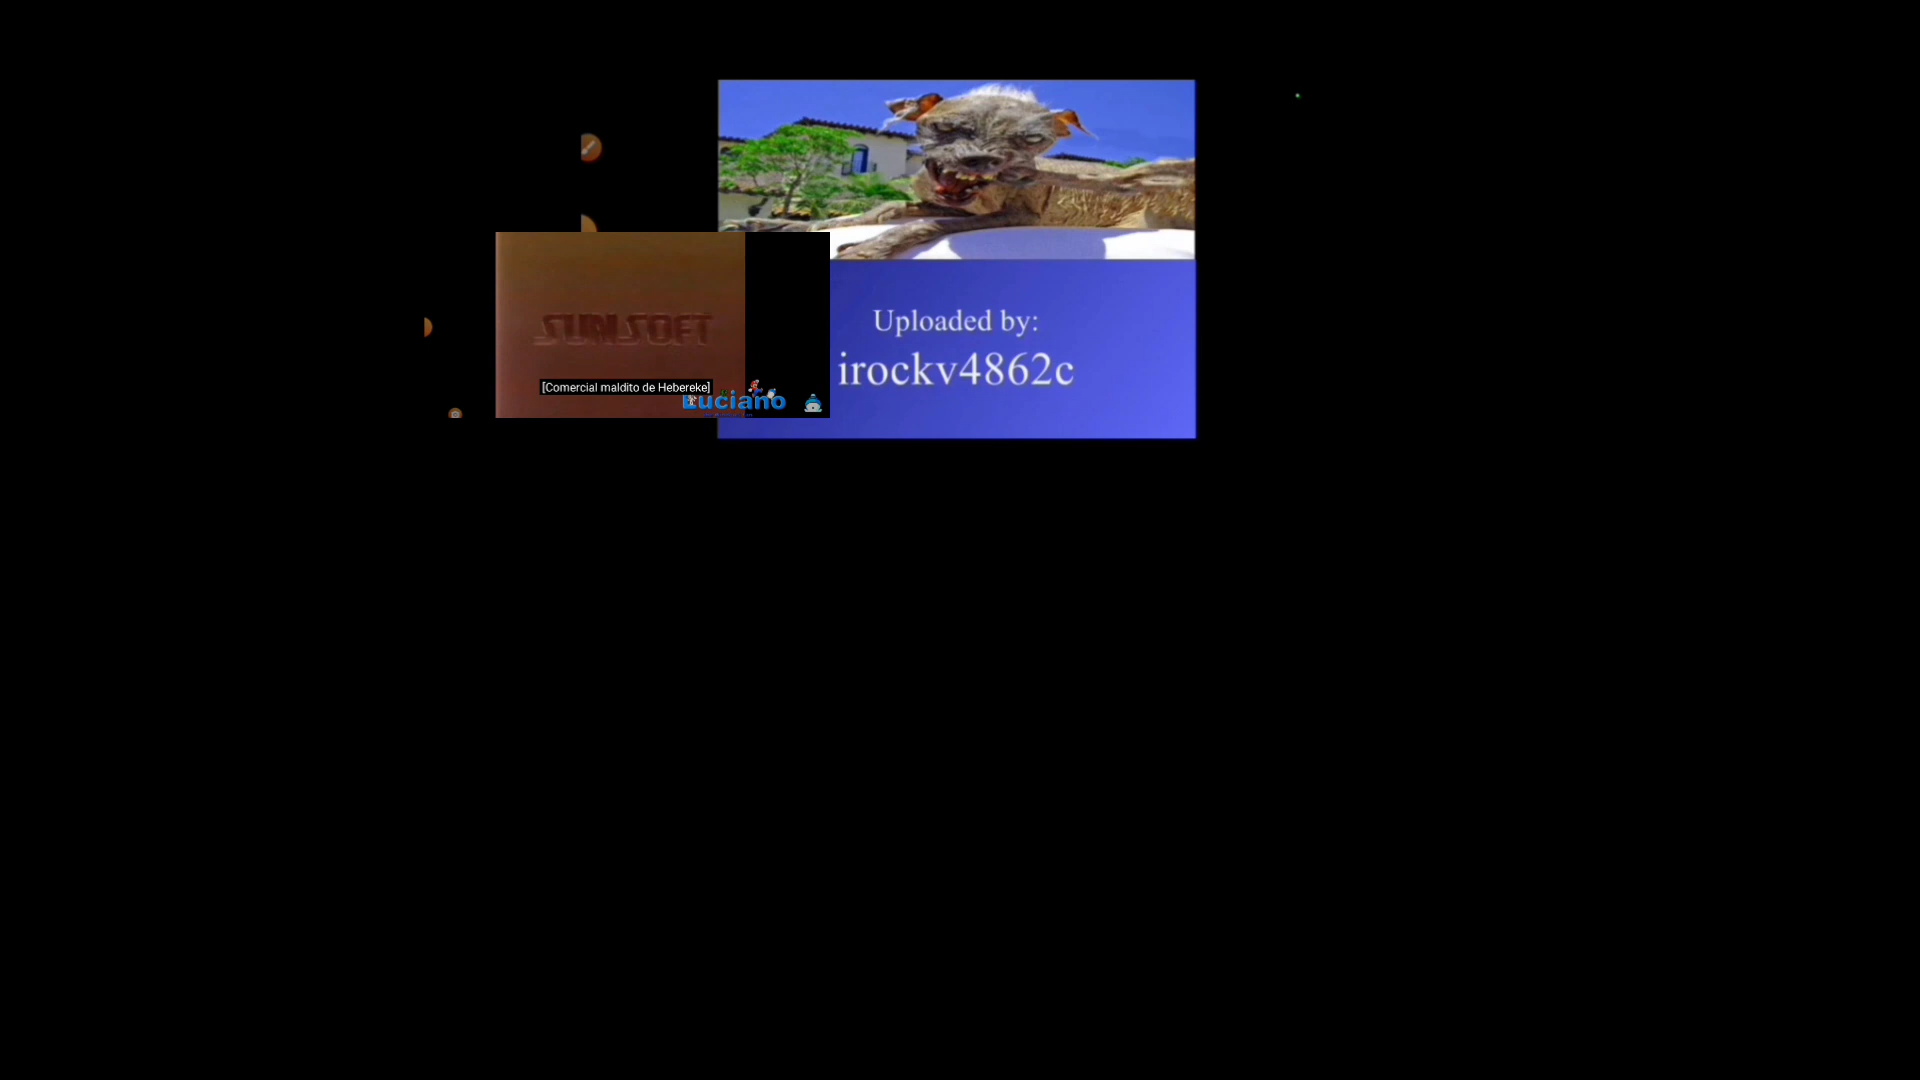 Uploaded by:
irockv4862c
SUNSOFT
[Comercial maldito de Hebereke]
Luciano